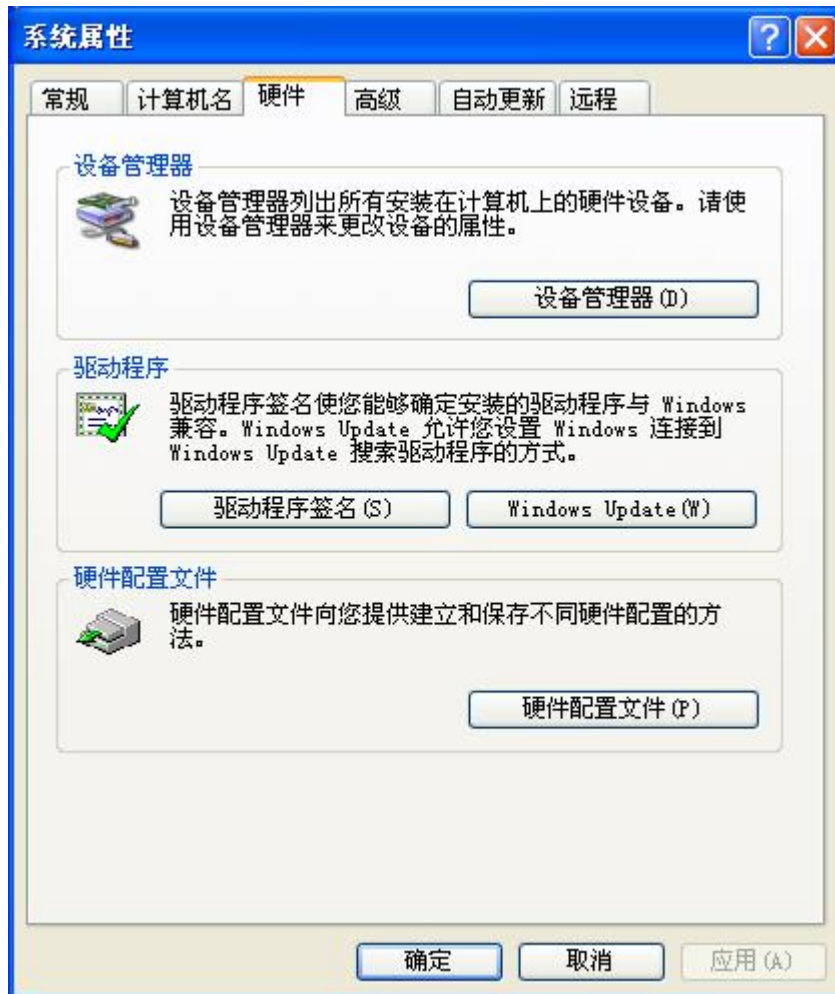 系统属性
常规 计算机名 硬件 高级 自动更新 远程
设备管理器
设备管理器列出所有安装在计算机上的硬件设备。请使
用设备管理器来更改设备的属性。
设备管理器(D)
驱动程序
驱动程序签名使您能够确定安装的驱动程序与 Windows
兼容。Windows Update 允许您设置 Windows 连接到
Windows Update 搜索驱动程序的方式。
驱动程序签名(S) Windows Update(W)
硬件配置文件
硬件配置文件向您提供建立和保存不同硬件配置的方
法。
硬件配置文件(P)
确定 取消 应用(A)